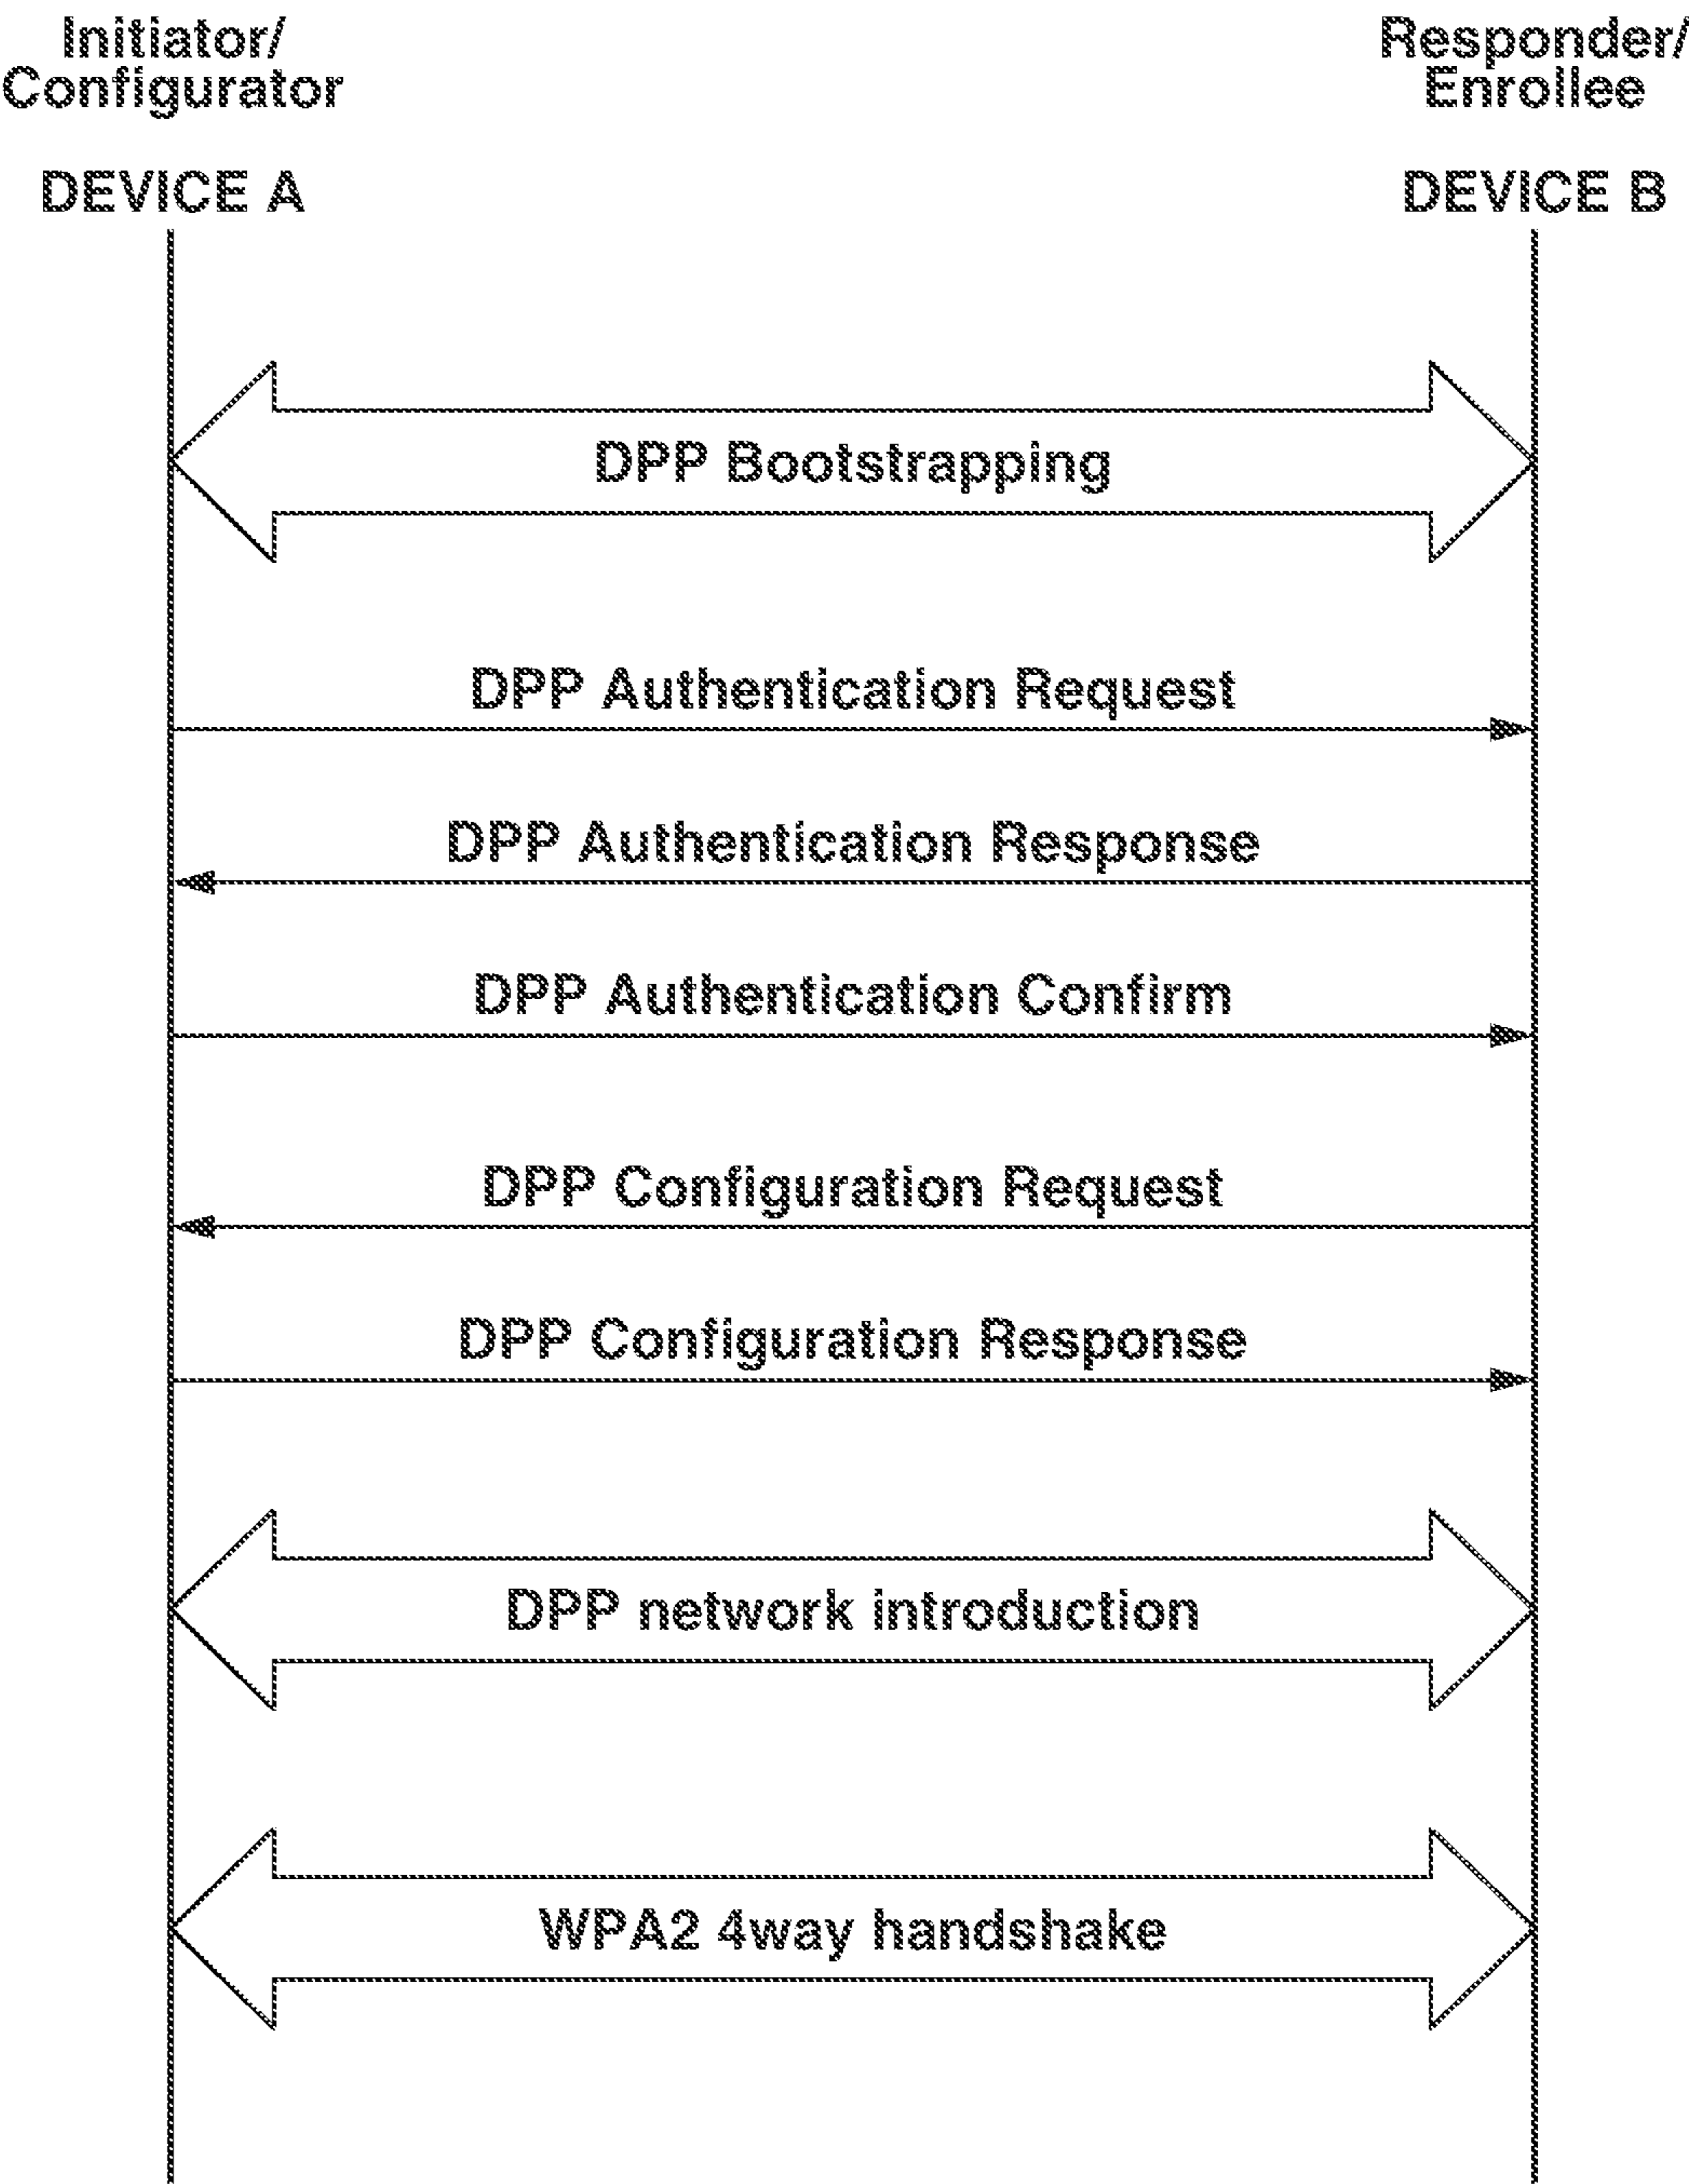 Initiator/
Configurator
Responder/
Enrollee
DEVICE A
DEVICE B
DPP Bootstrapping
DPP Authentication Request
DPP Authentication Response
DPP Authentication Confirm
DPP Configuration Request
DPP Configuration Response
DPP network introduction
WPA2 4way handshake